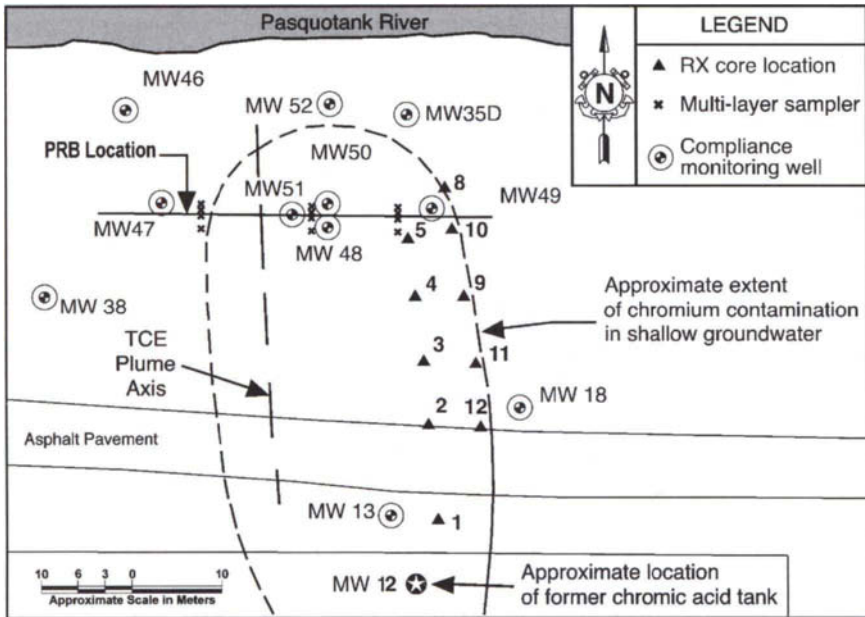 Pasquotank River
LEGEND
RX core location
Multi-layer sampler
Compliance
monitoring well
N
MW46
MW 52
MW35D
PRB Location
MW50
MW51
8
MW49
MW47
5
10
MW 48
4
9
MW 38
Approximate extent
of chromium contamination
in shallow groundwater
TCE
Plume
Axis
3
11
MW 18
2
12
Asphalt Pavement
MW 13
1
MW 12
Approximate location
of former chromic acid tank
10 6 3 0 10
Approximate Scale in Meters